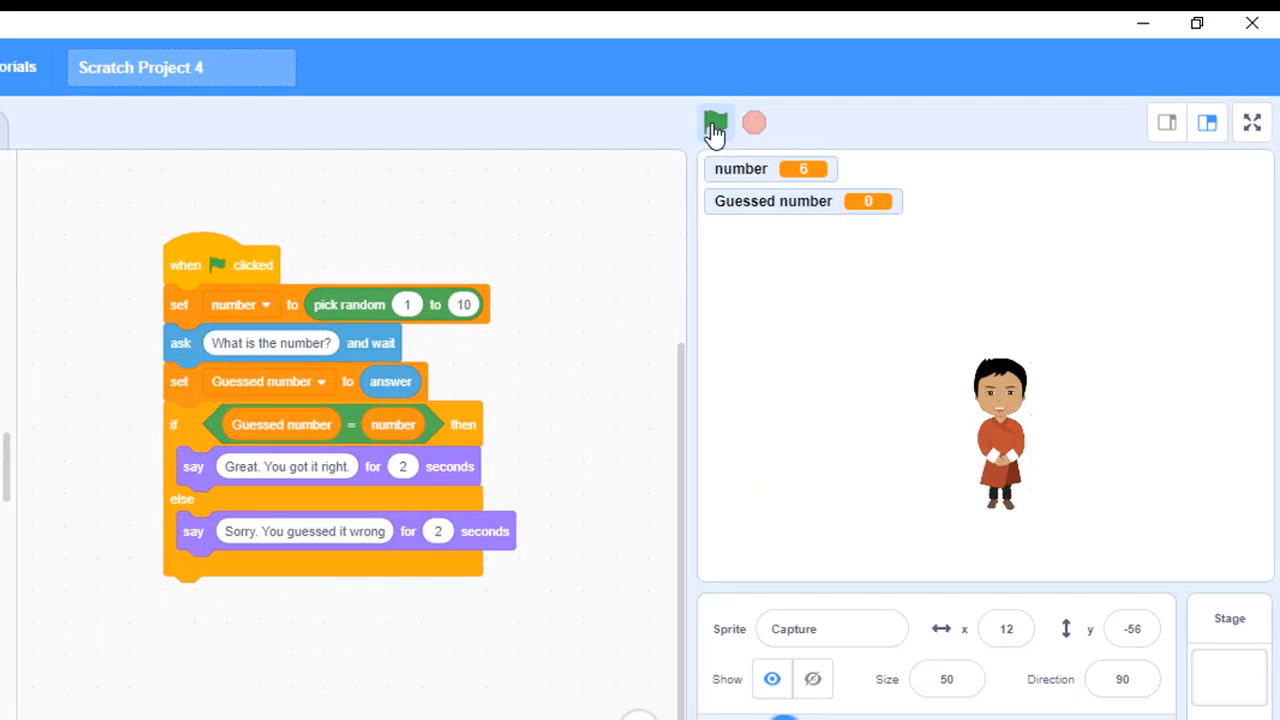 orials
Scratch Project 4
number 6
Guessed number 0
when clicked
set number to pick random 1 to 10
ask What is the number? and wait
set Guessed number to answer
if Guessed number = number then
say Great. You got it right. for 2 seconds
else
say Sorry. You guessed it wrong for 2 seconds
Sprite Capture x 12 y -56
Show Size 50 Direction 90
Stage